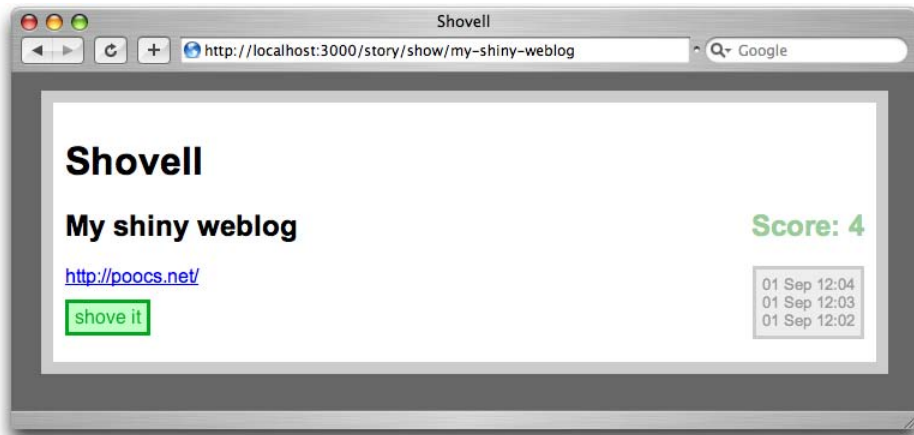 Shovell
http://localhost:3000/story/show/my-shiny-weblog
Google
Shovell
My shiny weblog
Score: 4
http://poocs.net/
shove it
01 Sep 12:04
01 Sep 12:03
01 Sep 12:02